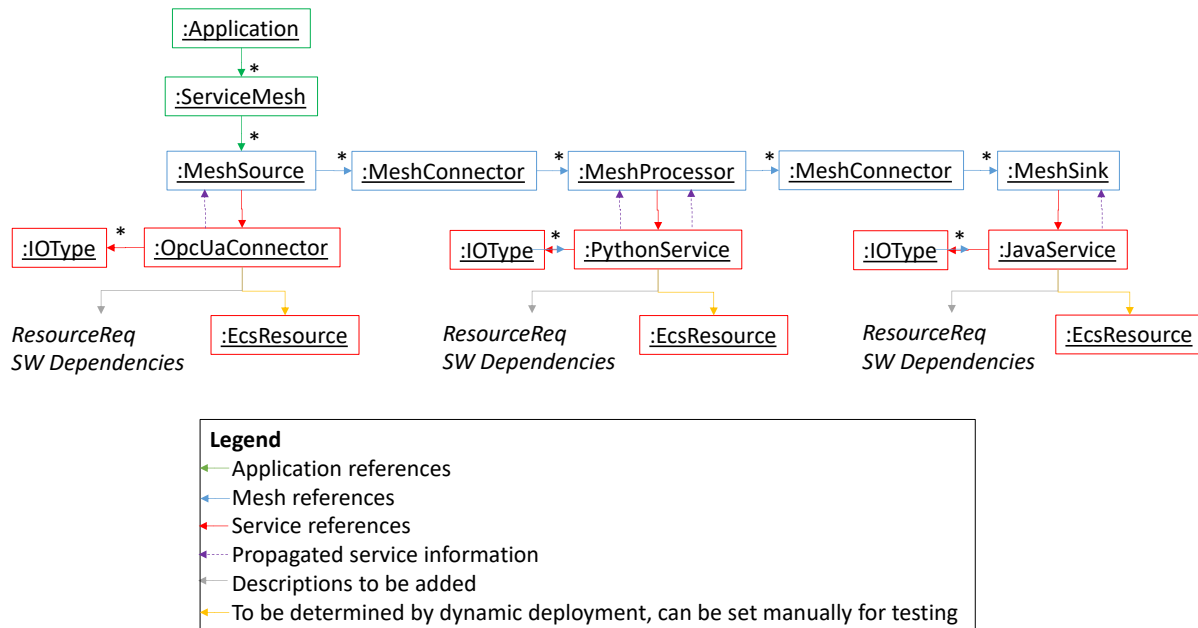 :Application
*
:ServiceMesh
*
:MeshSource
*
:MeshConnector
*
:MeshProcessor
*
:MeshConnector
*
:MeshSink
:IOType
*
:OpcUaConnector
:IOType
*
:PythonService
:IOType
*
:JavaService
ResourceReq
SW Dependencies
:EcsResource
ResourceReq
SW Dependencies
:EcsResource
ResourceReq
SW Dependencies
:EcsResource
Legend
Application references
Mesh references
Service references
Propagated service information
Descriptions to be added
To be determined by dynamic deployment, can be set manually for testing